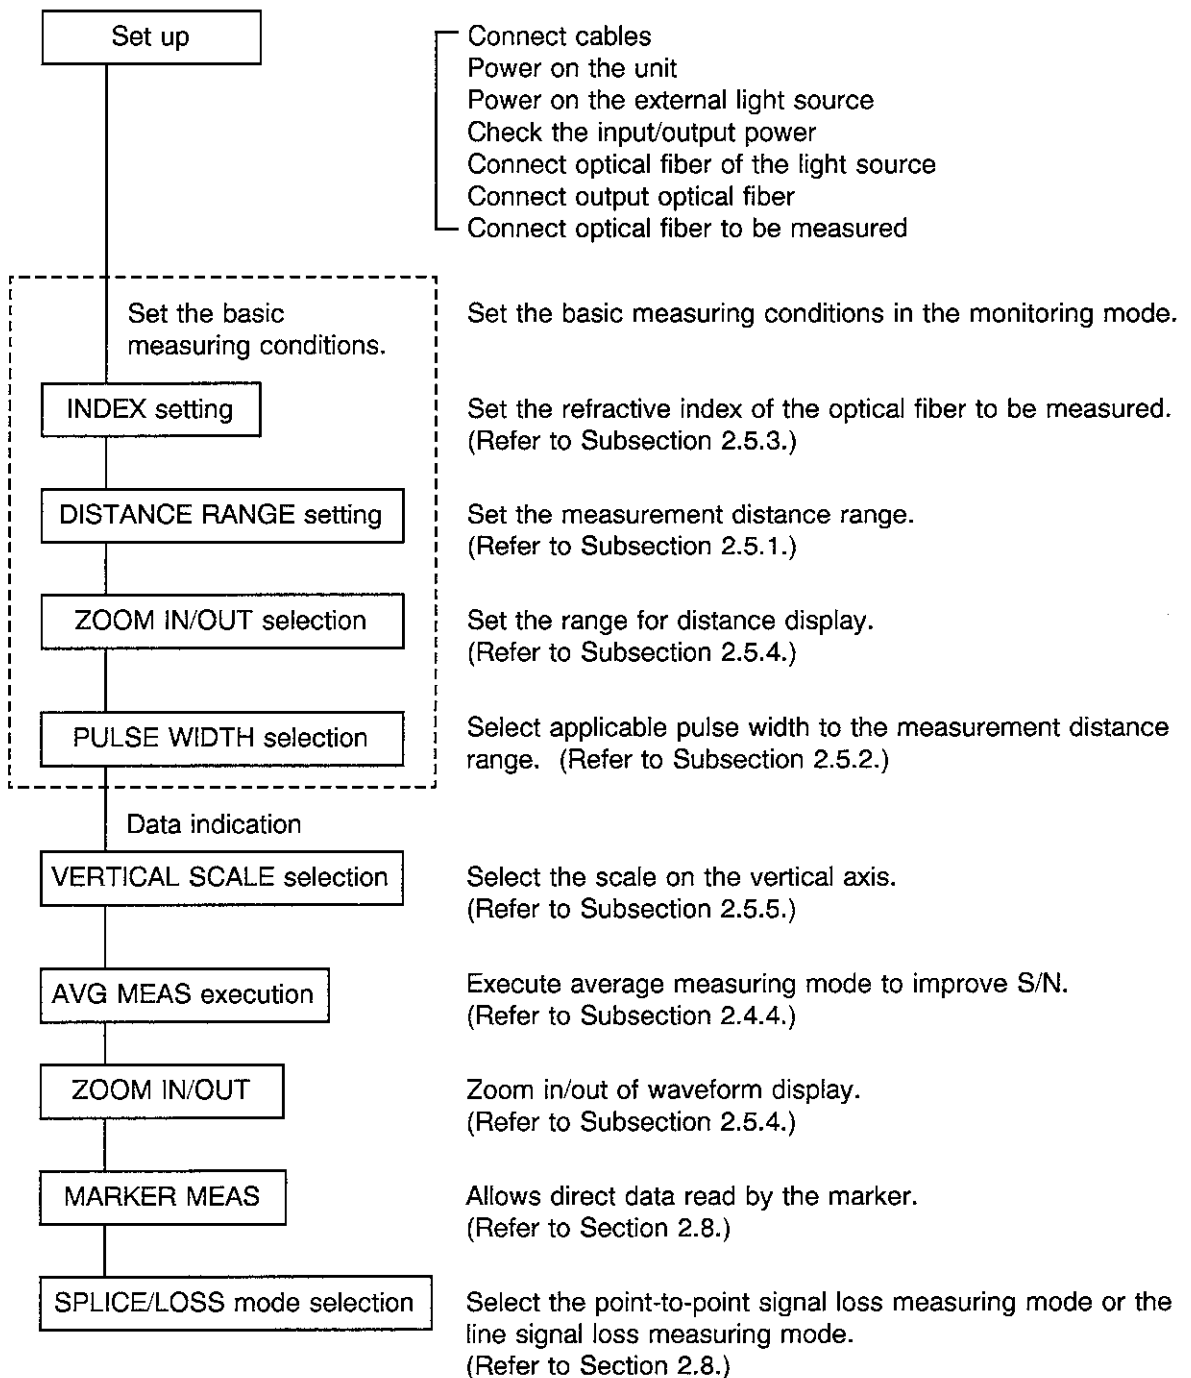 Set up
Connect cables
Power on the unit
Power on the external light source
Check the input/output power
Connect optical fiber of the light source
Connect output optical fiber
Connect optical fiber to be measured
Set the basic
measuring conditions.
Set the basic measuring conditions in the monitoring mode.
INDEX setting
Set the refractive index of the optical fiber to be measured.
(Refer to Subsection 2.5.3.)
DISTANCE RANGE setting
Set the measurement distance range.
(Refer to Subsection 2.5.1.)
ZOOM IN/OUT selection
Set the range for distance display.
(Refer to Subsection 2.5.4.)
PULSE WIDTH selection
Select applicable pulse width to the measurement distance
range. (Refer to Subsection 2.5.2.)
Data indication
VERTICAL SCALE selection
Select the scale on the vertical axis.
(Refer to Subsection 2.5.5.)
AVG MEAS execution
Execute average measuring mode to improve S/N.
(Refer to Subsection 2.4.4.)
ZOOM IN/OUT
Zoom in/out of waveform display.
(Refer to Subsection 2.5.4.)
MARKER MEAS
Allows direct data read by the marker.
(Refer to Section 2.8.)
SPLICE/LOSS mode selection
Select the point-to-point signal loss measuring mode or the
line signal loss measuring mode.
(Refer to Section 2.8.)